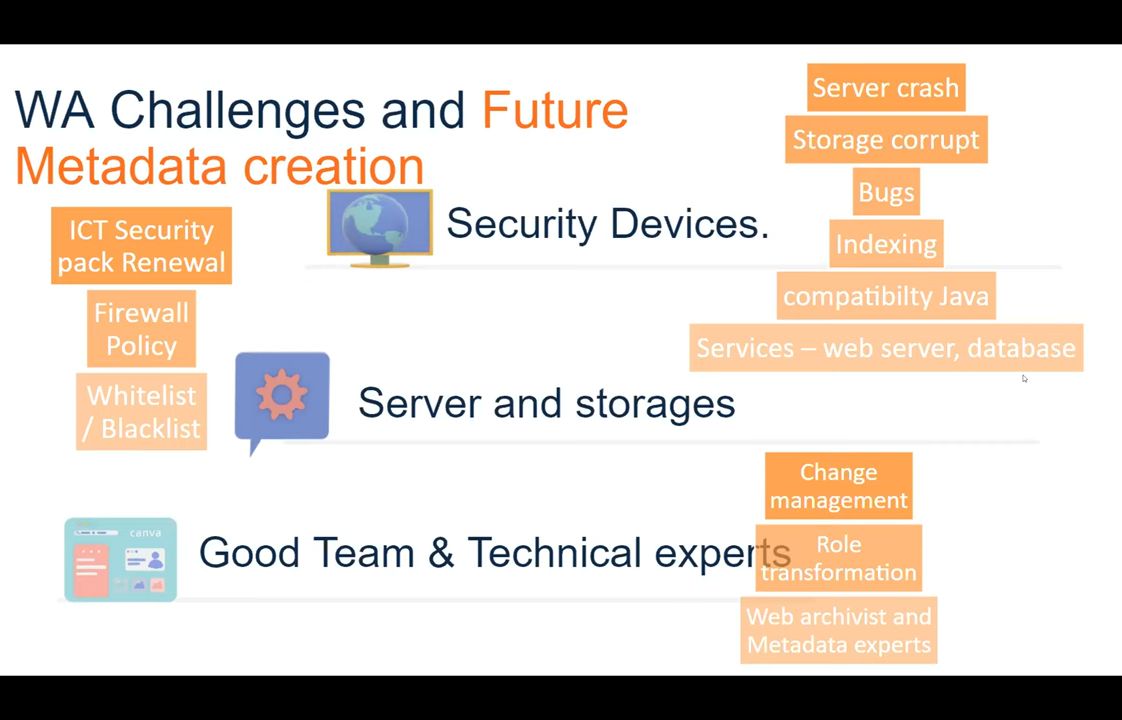 WA Challenges and Future
Metadata creation
Security Devices.
ICT Security
pack Renewal
Firewall
Policy
Whitelist
/ Blacklist
Server crash
Storage corrupt
Bugs
Indexing
compatibilty Java
Services – web server, database
Server and storages
canva
Good Team & Technical experts
Change
management
Role
transformation
Web archivist and
Metadata experts